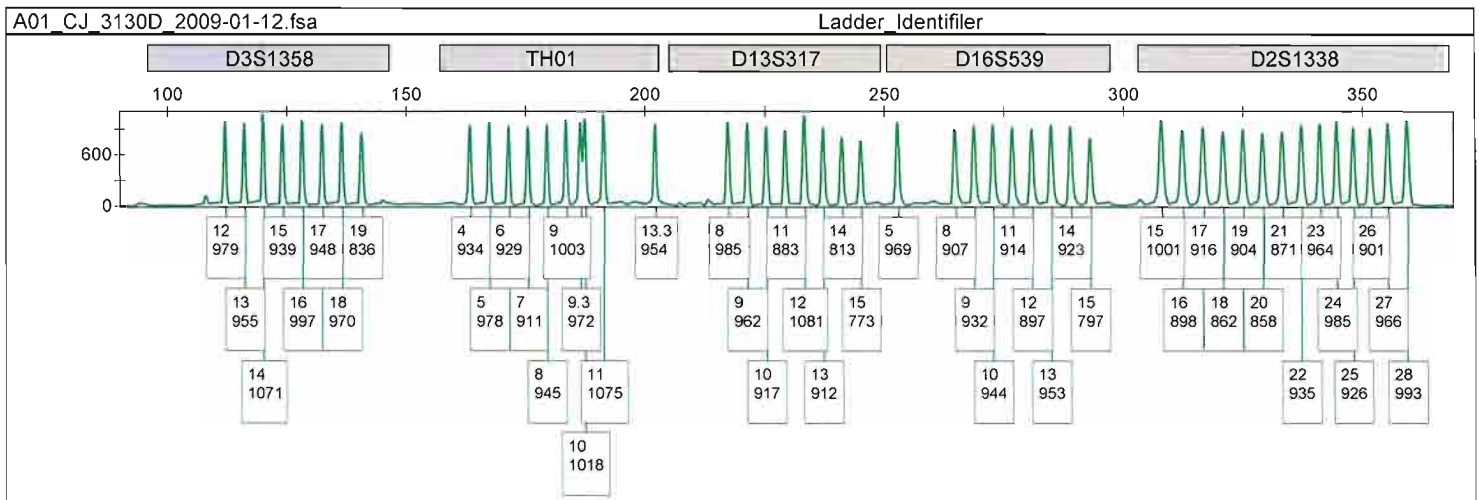 A01_CJ_3130D_2009-01-12.fsa Ladder_Identifiler
D3S1358 TH01 D13S317 D16S539 D2S1338
100 150 200 250 300 350
600
0
12 15 17 19 4 6 9 13.3 8 11 14 5 8 11 14 15 17 19 21 23 26
979 939 948 836 934 929 1003 954 985 883 813 969 907 914 923 1001 916 904 871 964 901
13 16 18 5 7 9.3 9 12 15 9 12 15 16 18 20 24 27
955 997 970 978 911 972 962 1081 773 932 897 797 898 862 858 985 966
14 8 11 10 13 10 13 22 25 28
1071 945 1075 917 912 944 953 935 926 993
10
1018